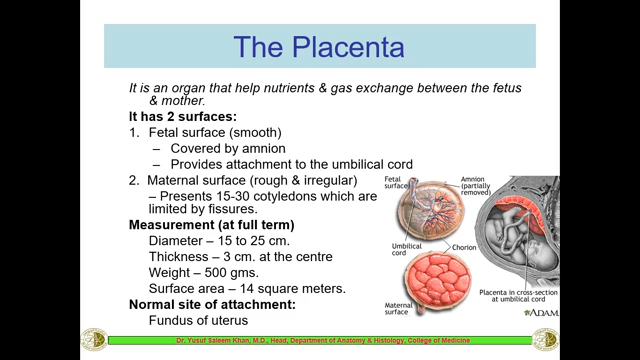 The Placenta
It is an organ that help nutrients & gas exchange between the fetus
& mother.
It has 2 surfaces:
1. Fetal surface (smooth)
– Covered by amnion
– Provides attachment to the umbilical cord
2. Maternal surface (rough & irregular)
– Presents 15-30 cotyledons which are
limited by fissures.
Measurement (at full term)
Diameter – 15 to 25 cm.
Thickness – 3 cm. at the centre
Weight – 500 gms.
Surface area – 14 square meters.
Normal site of attachment:
Fundus of uterus
Fetal
surface
Amnion
(partially
removed)
Umbilical
cord
Chorion
Maternal
surface
Placenta in cross-section
at umbilical cord
ADAM.
Dr. Yusuf Saleem Khan, M.D., Head, Department of Anatomy & Histology, College of Medicine